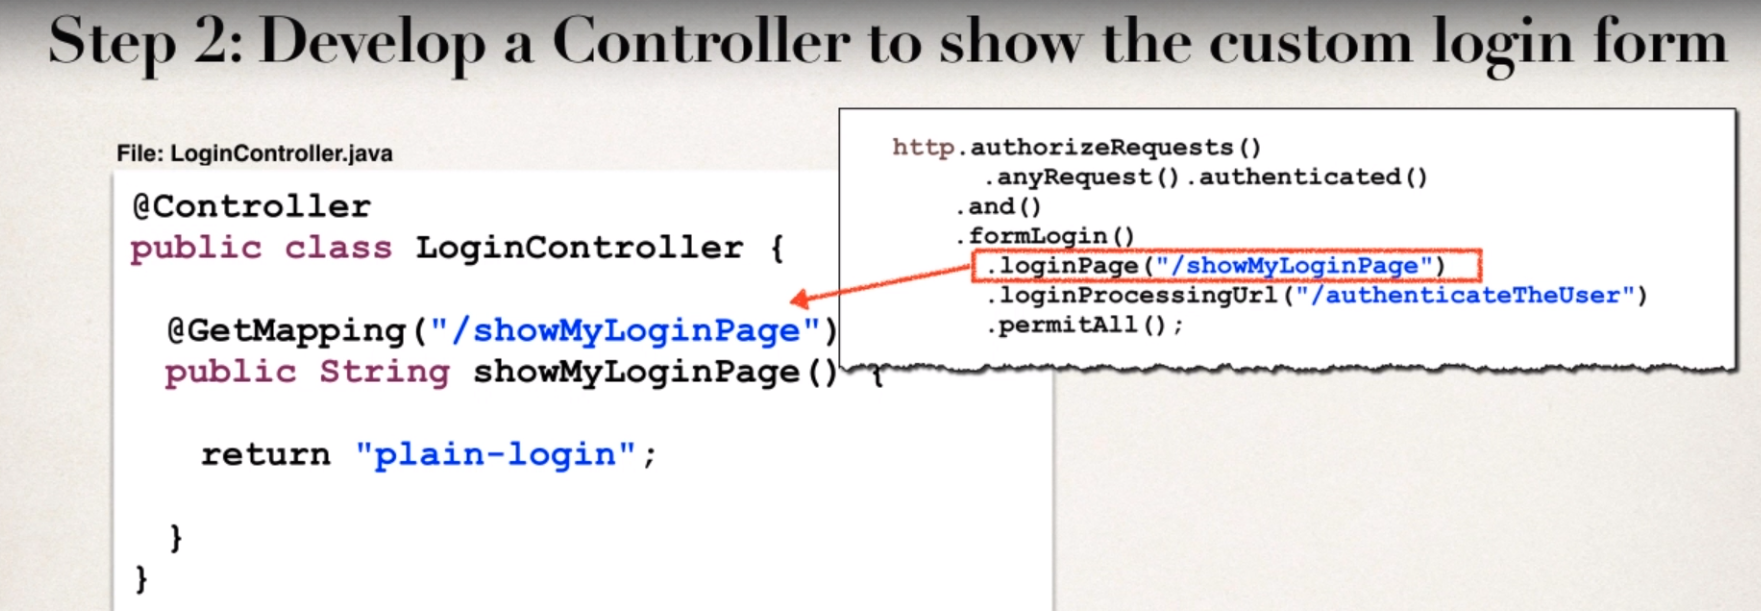 Step 2: Develop a Controller to show the custom login form
File: LoginController.java
@Controller
public class LoginController {
@GetMapping("/showMyLoginPage")
public String showMyLoginPage() {
return "plain-login";
}
}
http.authorizeRequests()
.anyRequest().authenticated()
.and()
.formLogin()
.loginPage("/showMyLoginPage")
.loginProcessingUrl("/authenticateTheUser")
.permitAll();